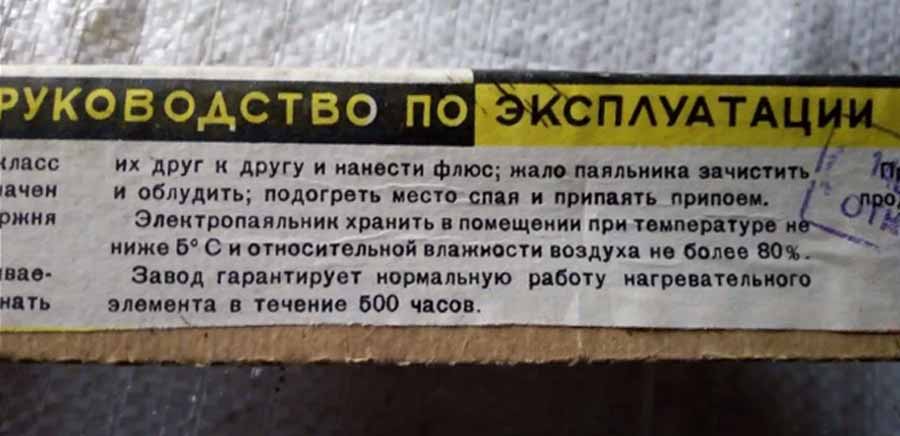 РУКОВОДСТВО ПО ЭКСПЛУАТАЦИИ
класс
ржня
их друг к другу и нанести флюс; жало паяльника зачистить
и облудить; подогреть место спая и припаять припоем.
Электропаяльник хранить в помещении при температуре не
ниже 5° С и относительной влажности воздуха не более 80%.
Завод гарантирует нормальную работу нагревательного
элемента в течение 500 часов.